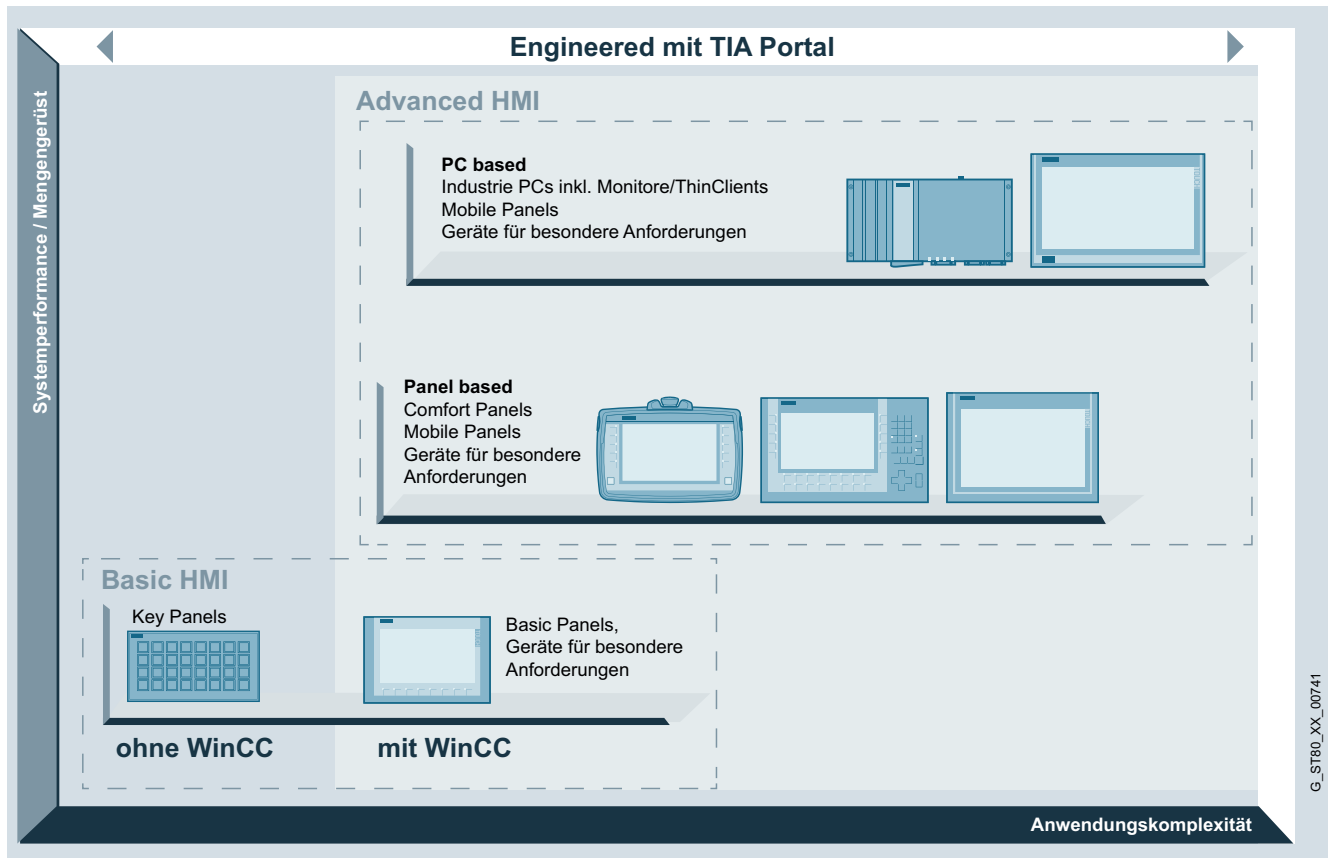 Engineered mit TIA Portal
Systemperformance / Mengengerüst
Advanced HMI
PC based
Industrie PCs inkl. Monitore/ThinClients
Mobile Panels
Geräte für besondere Anforderungen
Panel based
Comfort Panels
Mobile Panels
Geräte für besondere
Anforderungen
Basic HMI
Key Panels
Basic Panels,
Geräte für besondere
Anforderungen
ohne WinCC
mit WinCC
Anwendungskomplexität
G_ST80_XX_00741